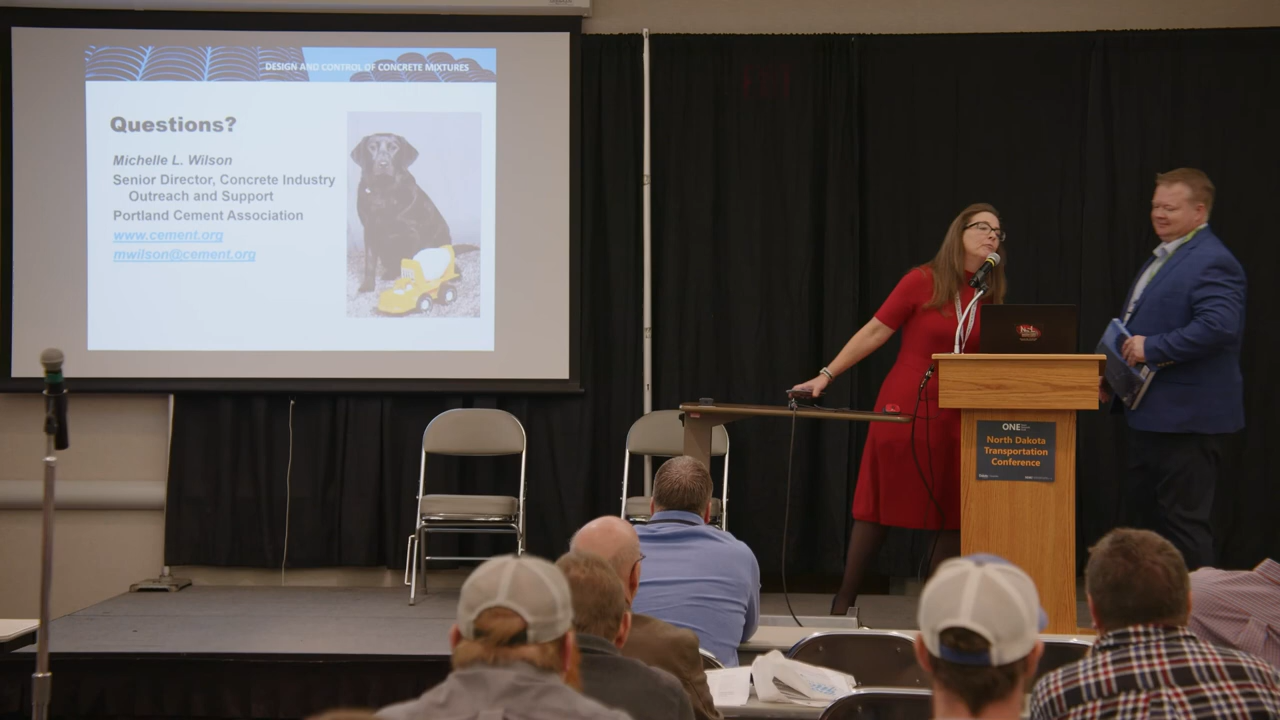 DESIGN AND CONTROL OF CONCRETE MIXTURES
Questions?
Michelle L. Wilson
Senior Director, Concrete Industry
Outreach and Support
Portland Cement Association
www.cement.org
mwilson@cement.org
ONE
North Dakota
Transportation
Conference